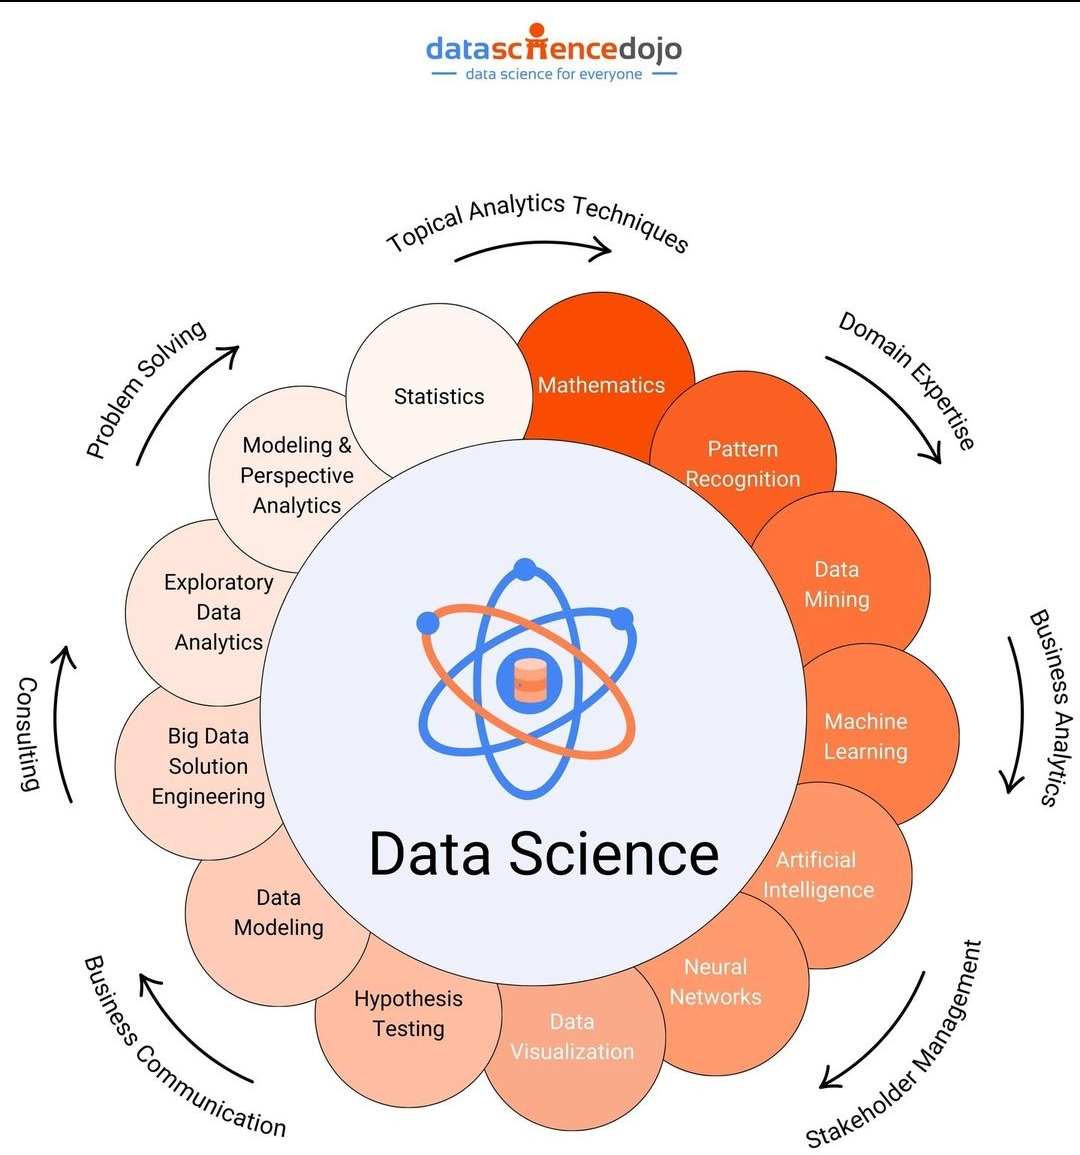 datasciencedojo
data science for everyone
Topical Analytics Techniques
Problem Solving
Domain Expertise
Statistics
Mathematics
Modeling &
Perspective
Analytics
Pattern
Recognition
Exploratory
Data
Analytics
Data
Mining
Consulting
Business Analytics
Big Data
Solution
Engineering
Machine
Learning
Data Science
Artificial
Intelligence
Data
Modeling
Neural
Networks
Hypothesis
Testing
Data
Visualization
Business Communication
Stakeholder Management